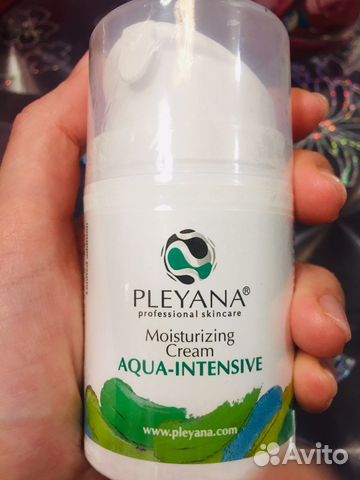 PLEYANA®
professional skincare
Moisturizing
Cream
AQUA-INTENSIVE
www.pleyana.com
Avito